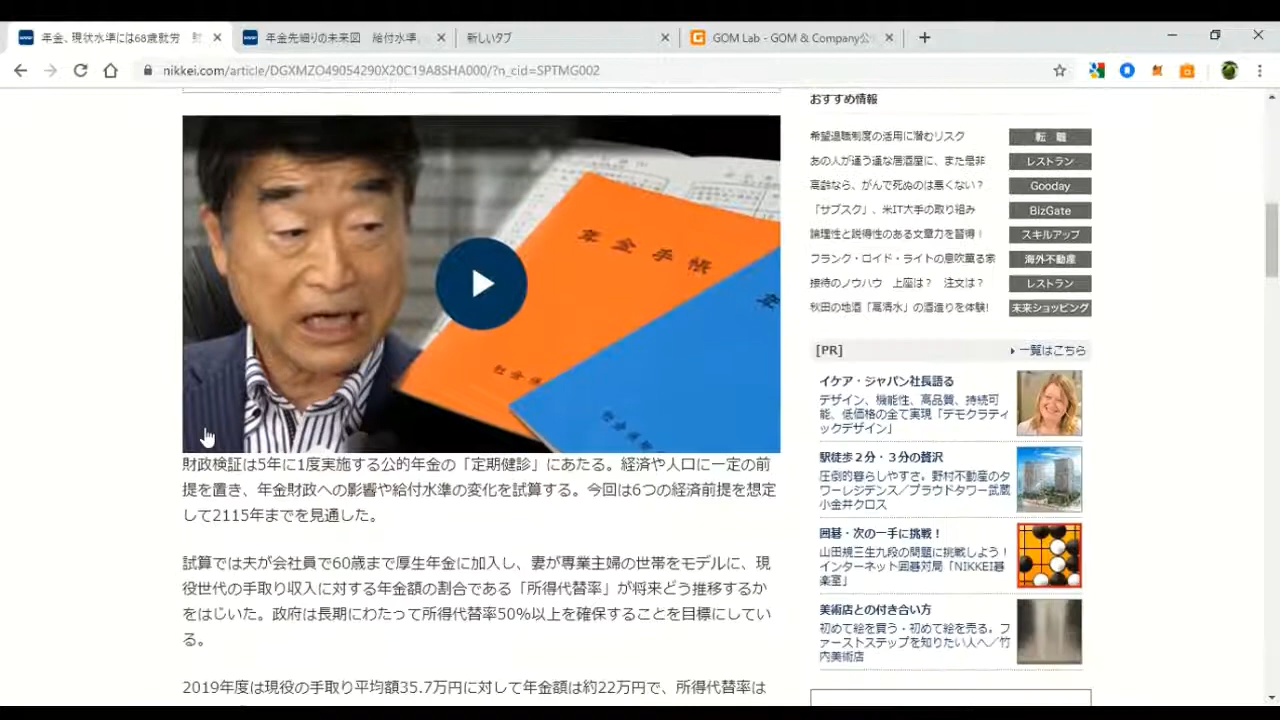 年金、現状水準には68歳就労
年金先細りの未来図 給付水準、
新しいタブ
GOM Lab - GOM & Company公
nikkei.com/article/DGXMZO49054290X20C19A8SHA000/?n_cid=SPTMG002
年金手帳
社会保
財政検証は5年に1度実施する公的年金の「定期健診」にあたる。経済や人口に一定の前
提を置き、年金財政への影響や給付水準の変化を試算する。今回は6つの経済前提を想定
して2115年までを見通した。
試算では夫が会社員で60歳まで厚生年金に加入し、妻が専業主婦の世帯をモデルに、現
役世代の手取り収入に対する年金額の割合である「所得代替率」が将来どう推移するか
をはじいた。政府は長期にわたって所得代替率50%以上を確保することを目標にしてい
る。
2019年度は現役の手取り平均額35.7万円に対して年金額は約22万円で、所得代替率は
おすすめ情報
希望退職制度の活用に潜むリスク 転 職
あの人が通う逢な居酒屋に、また是非 レストラン
高齢なら、がんで死ぬのは悪くない？ Gooday
「サブスク」、米IT大手の取り組み BizGate
論理性と説得性のある文章力を習得！ スキルアップ
フランク・ロイド・ライトの息吹薫る家 海外不動産
接待のノウハウ 上座は？ 注文は？ レストラン
秋田の地酒「高清水」の酒造りを体験! 未来ショッピング
[PR]
一覧はこちら
イケア・ジャパン社長語る
デザイン、機能性、高品質、持続可
能、低価格の全て実現「デモクラティ
ックデザイン」
駅徒歩２分・３分の贅沢
圧倒的暮らしやすさ。野村不動産のタ
ワーレジデンス／プラウドタワー武蔵
小金井クロス
囲碁・次の一手に挑戦！
山田規三生九段の問題に挑戦しよう！
インターネット囲碁対局「NIKKEI碁
楽室」
美術店との付き合い方
初めて絵を買う・初めて絵を売る。フ
ァーストステップを知りたい人へ／竹
内美術店